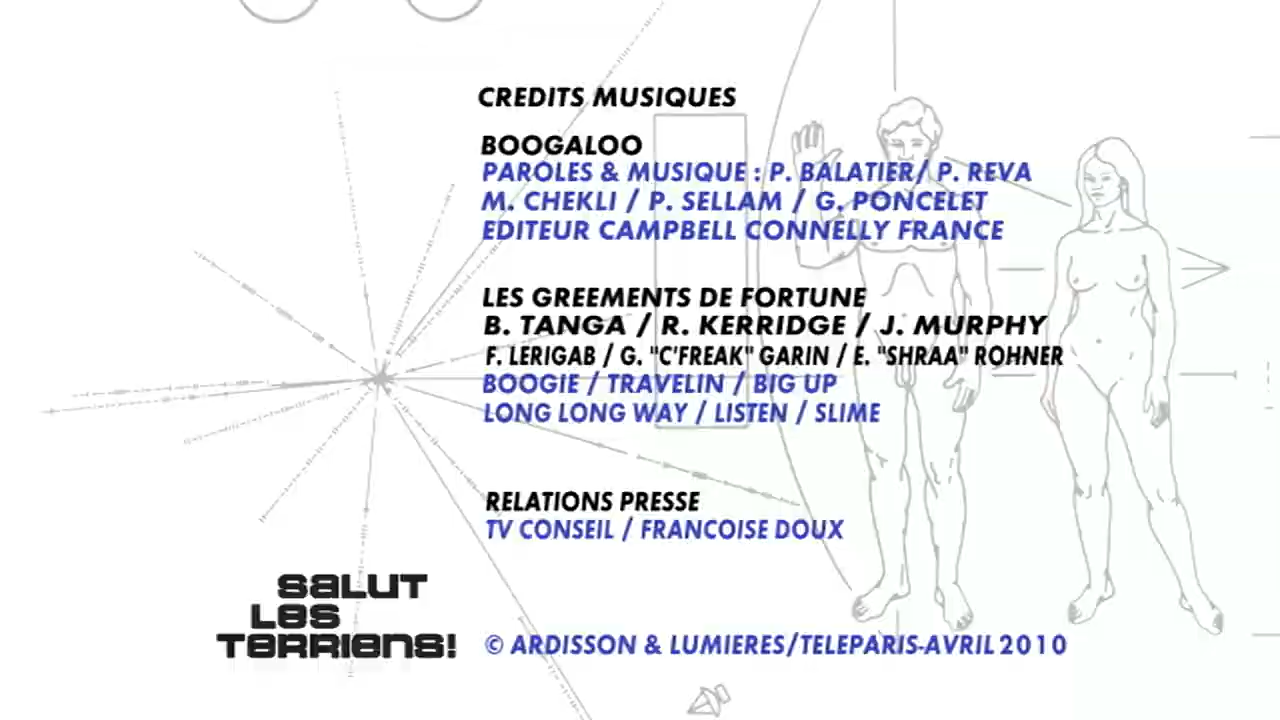 CREDITS MUSIQUES
BOOGALOO
PAROLES & MUSIQUE : P. BALATIER/ P. REVA
M. CHEKLI / P. SELLAM / G. PONCELET
EDITEUR CAMPBELL CONNELLY FRANCE
LES GREEMENTS DE FORTUNE
B. TANGA / R. KERRIDGE / J. MURPHY
F. LERIGAB / G. "C'FREAK" GARIN / E. "SHRAA" ROHNER
BOOGIE / TRAVELIN / BIG UP
LONG LONG WAY / LISTEN / SLIME
RELATIONS PRESSE
TV CONSEIL / FRANCOISE DOUX
SALUT
LES
TERRIENS!
© ARDISSON & LUMIERES/TELEPARIS-AVRIL 2010